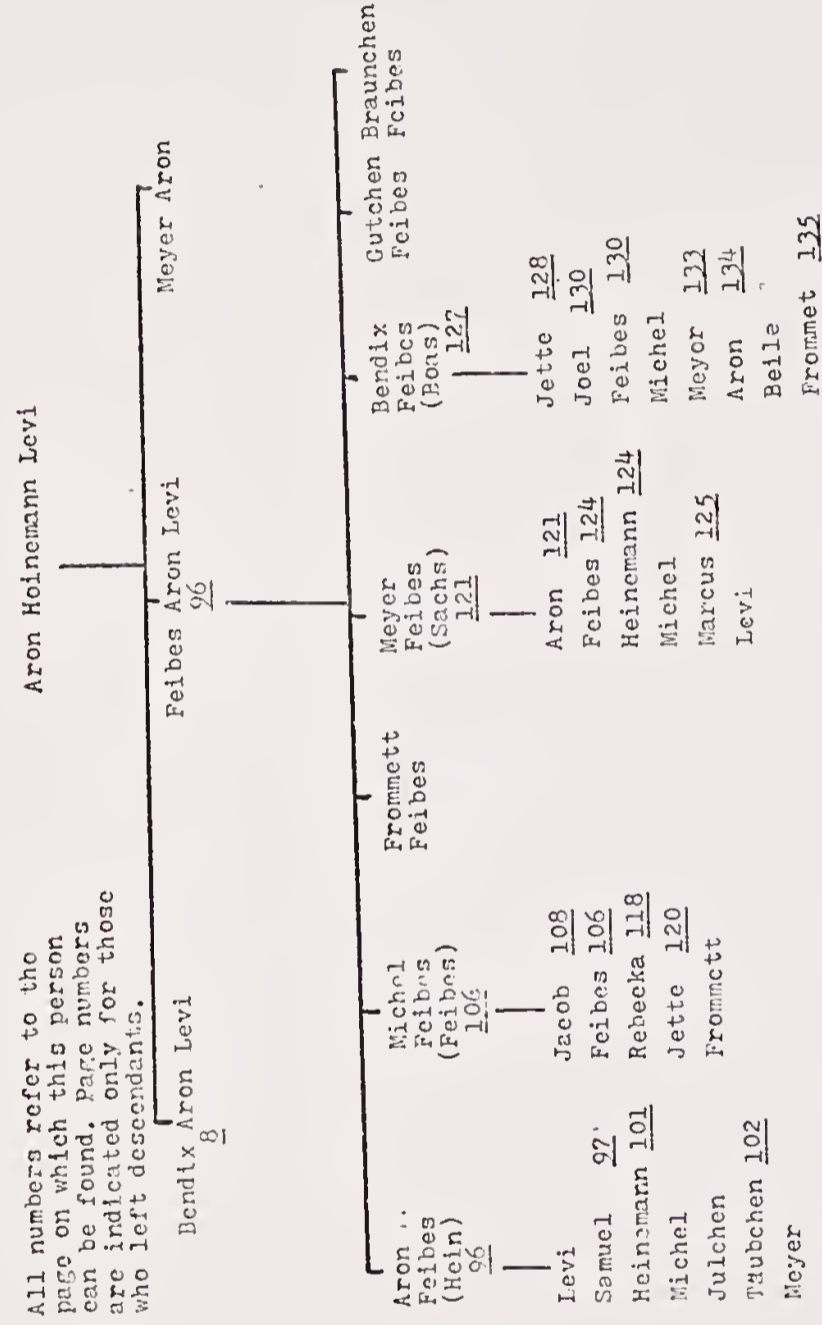 All numbers refer to tho
page on which this person
can be found. Page numbers
are indicated only for those
who left descendants.
Aron Hoinemann Levi
Bendix Aron Levi
8
Feibes Aron Levi
96
Meyer Aron
Aron
Feibes
(Hein)
96
Levi
Samuel 97
Heinemann 101
Michel
Julchen
Täubchen 102
Meyer
Michel
Feibes
(Feibes)
106
Jacob 108
Feibes 106
Rebecka 118
Jette 120
Frommett
Frommett
Feibes
Meyer
Feibes
(Sachs)
121
Aron 121
Feibes 124
Heinemann 124
Michel
Marcus 125
Levi
Bendix
Feibes
(Boas)
127
Jette 128
Joel 130
Feibes 130
Michel
Meyor 133
Aron 134
Beile
Frommet 135
Gutchen
Feibes
Braunchen
Feibes